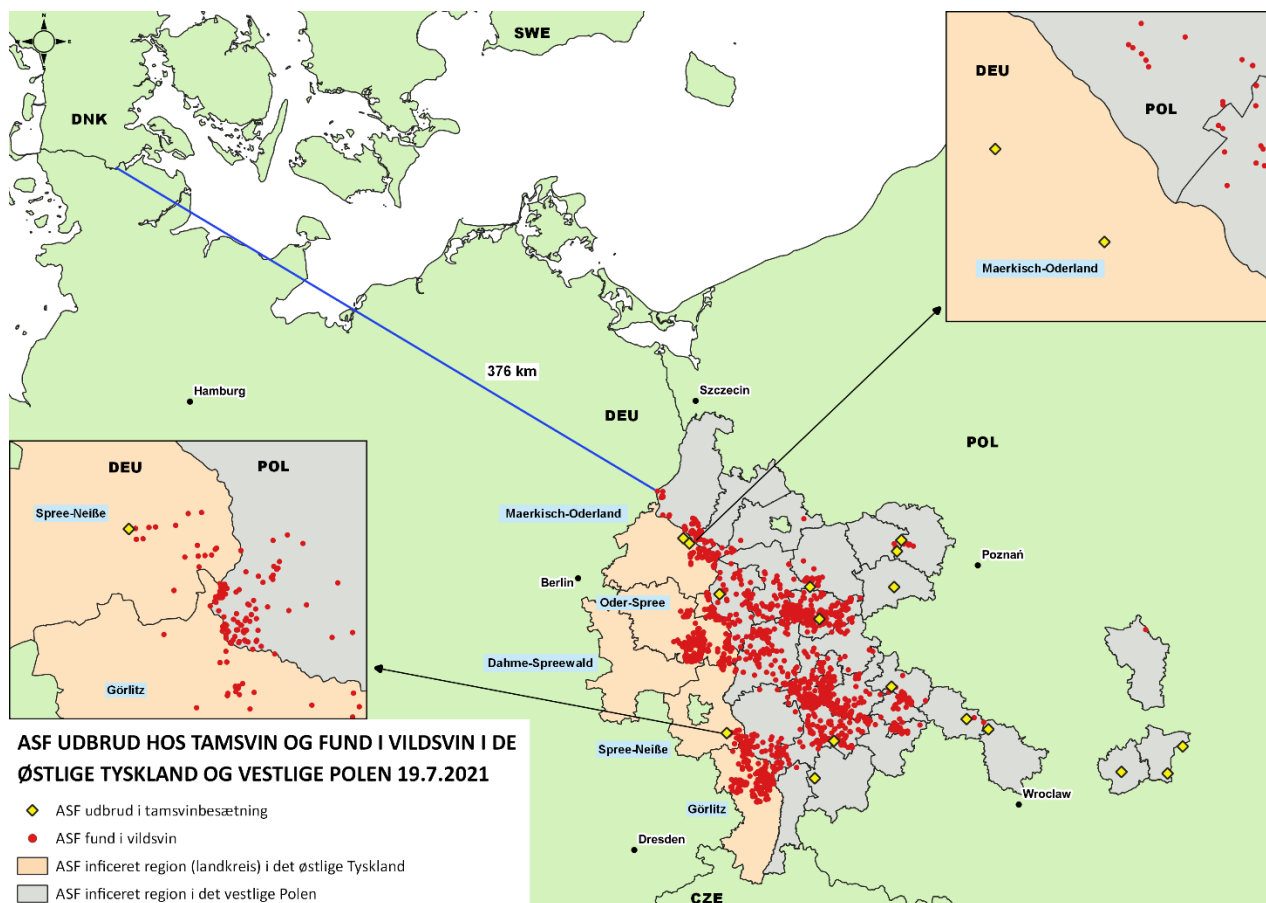 N
W
E
S
SWE
DNK
DEU
POL
Maerkisch-Oderland
376 km
Hamburg
Szczecin
DEU
POL
DEU
POL
Spree-Neiße
Görlitz
Maerkisch-Oderland
Poznań
Berlin
Oder-Spree
Dahme-Spreewald
Spree-Neiße
Görlitz
Wroclaw
Dresden
CZE
ASF UDBRUD HOS TAMSVIN OG FUND I VILDSVIN I DE
ØSTLIGE TYSKLAND OG VESTLIGE POLEN 19.7.2021
ASF udbrud i tamsvinbesætning
ASF fund i vildsvin
ASF inficeret region (landkreis) i det østlige Tyskland
ASF inficeret region i det vestlige Polen